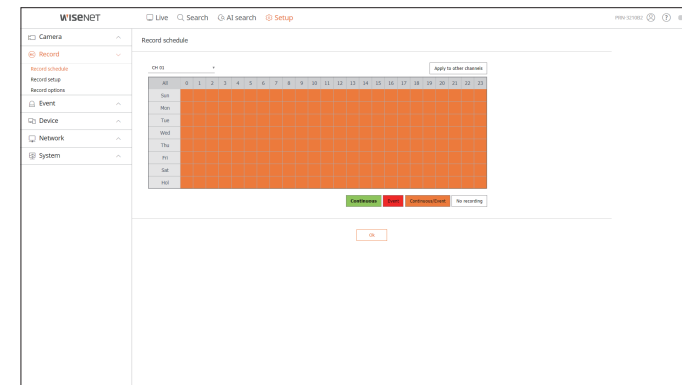 WISENET
Live Search AI search Setup
PRN-3210B2
Camera
Record
Record schedule
Record setup
Record options
Event
Device
Network
System
Record schedule
CH 01
Apply to other channels
All 0 1 2 3 4 5 6 7 8 9 10 11 12 13 14 15 16 17 18 19 20 21 22 23
Sun
Mon
Tue
Wed
Thu
Fri
Sat
Hol
Continuous Event Continuous/Event No recording
OK